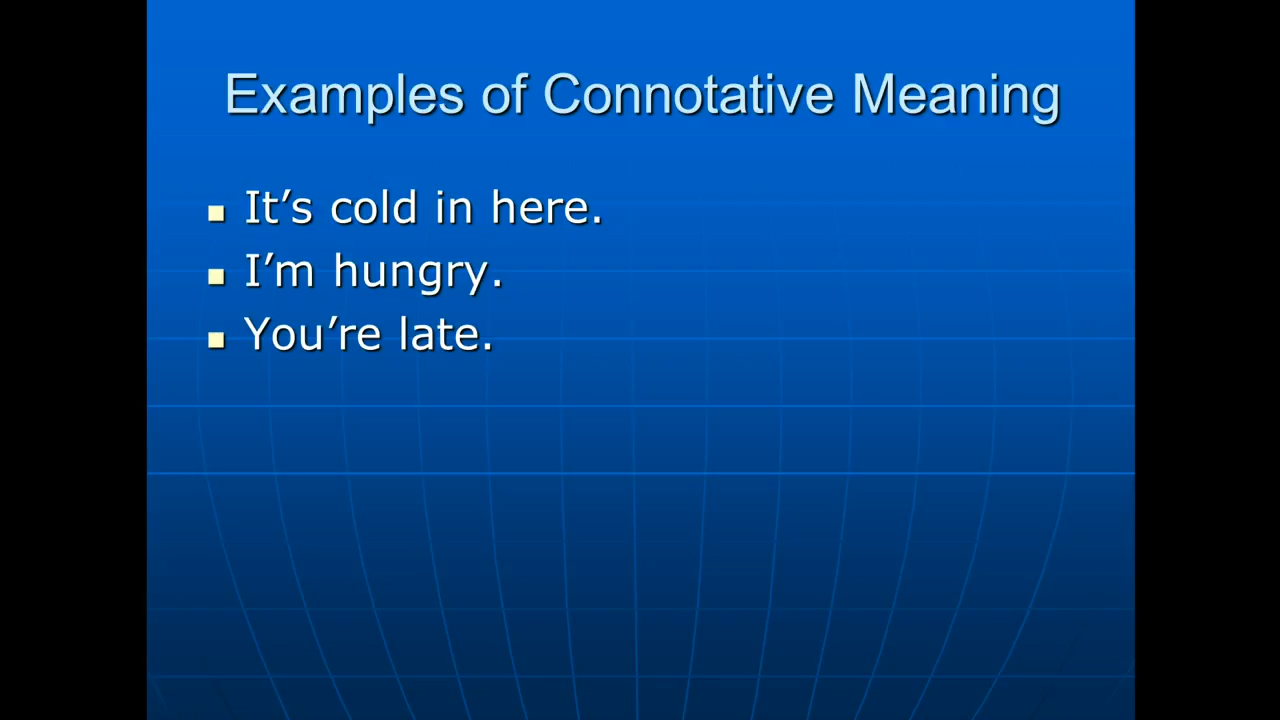 Examples of Connotative Meaning
It’s cold in here.
I’m hungry.
You’re late.